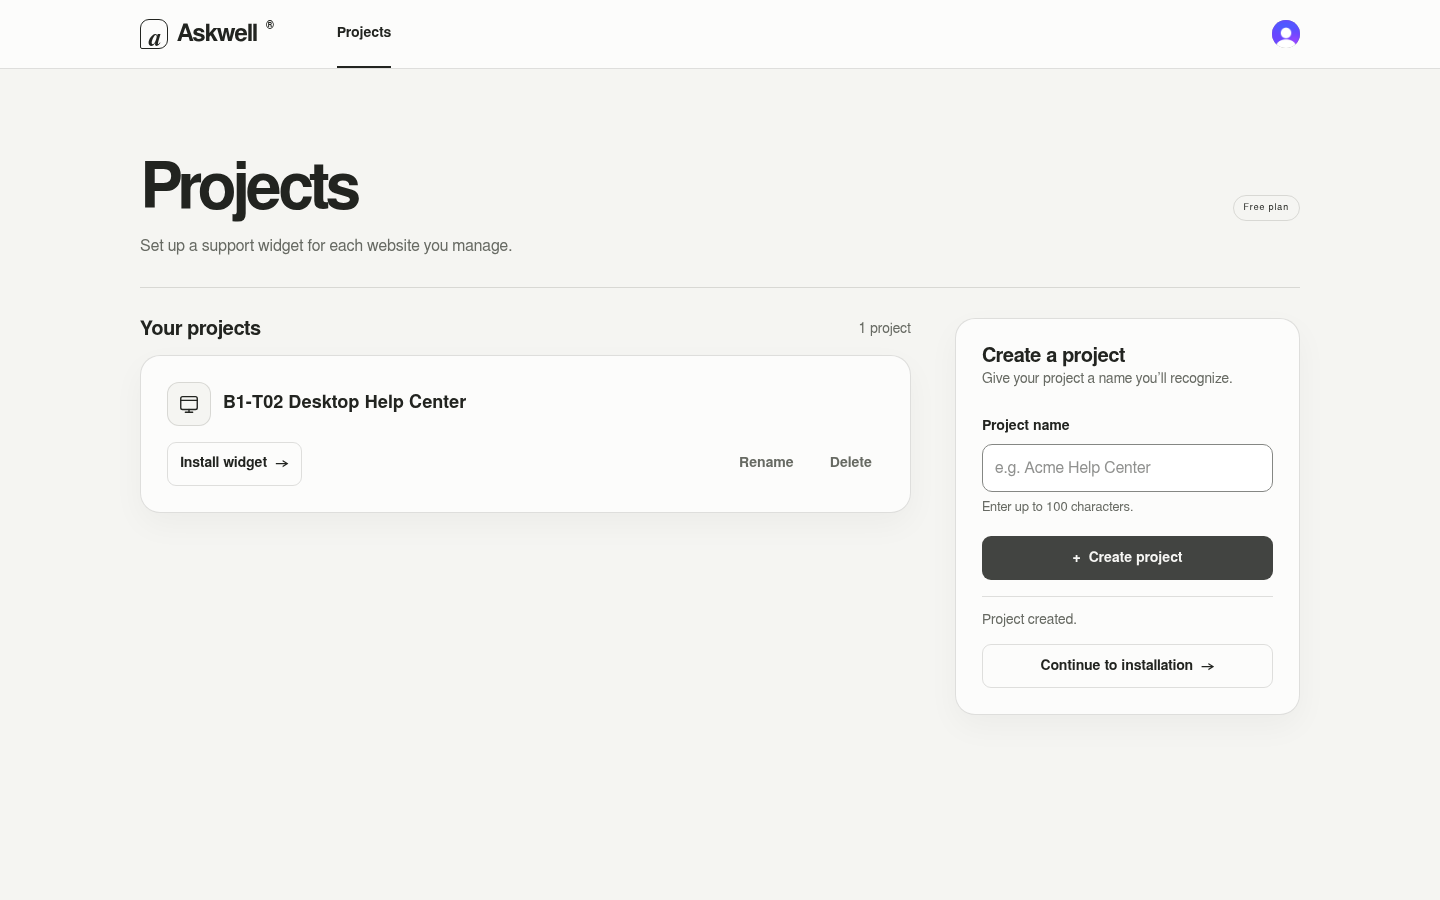 a Askwell ®
Projects
Projects
Free plan
Set up a support widget for each website you manage.
Your projects
1 project
B1-T02 Desktop Help Center
Install widget →
Rename
Delete
Create a project
Give your project a name you’ll recognize.
Project name
e.g. Acme Help Center
Enter up to 100 characters.
+ Create project
Project created.
Continue to installation →